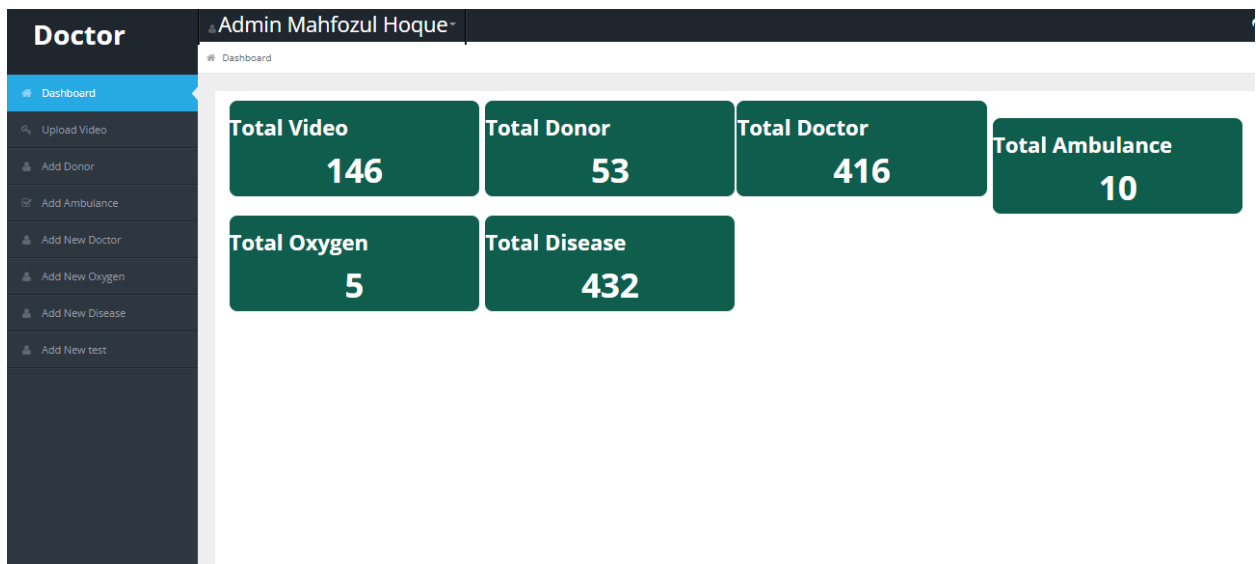 Doctor
Admin Mahfozul Hoque
Dashboard
Dashboard
Upload Video
Add Donor
Add Ambulance
Add New Doctor
Add New Oxygen
Add New Disease
Add New test
Total Video
146
Total Donor
53
Total Doctor
416
Total Ambulance
10
Total Oxygen
5
Total Disease
432